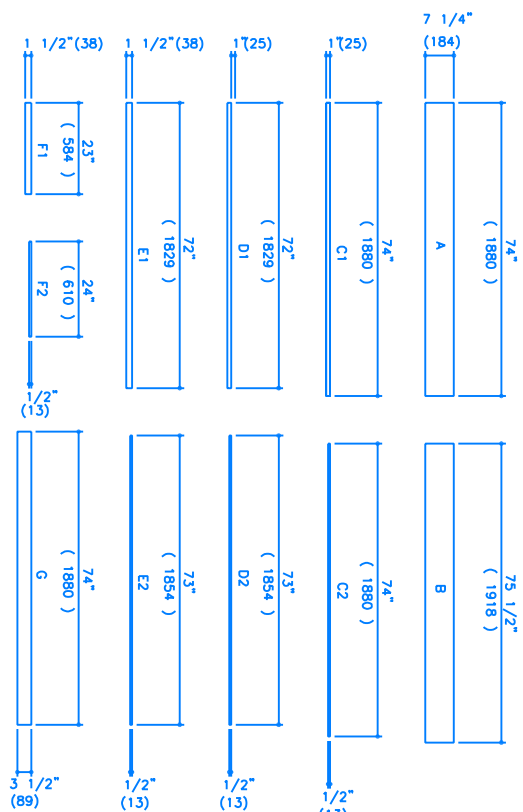 7 1/4"
(184)
1"(25)
1"(25)
1 1/2"(38)
1 1/2"(38)
74"
( 1880 )
A
74"
( 1880 )
C1
72"
( 1829 )
D1
72"
( 1829 )
E1
23"
( 584 )
F1
24"
( 610 )
F2
1/2"
(13)
75 1/2"
( 1918 )
B
74"
( 1880 )
C2
73"
( 1854 )
D2
73"
( 1854 )
E2
74"
( 1880 )
G
3 1/2"
(89)
1/2"
(13)
1/2"
(13)
1/2"